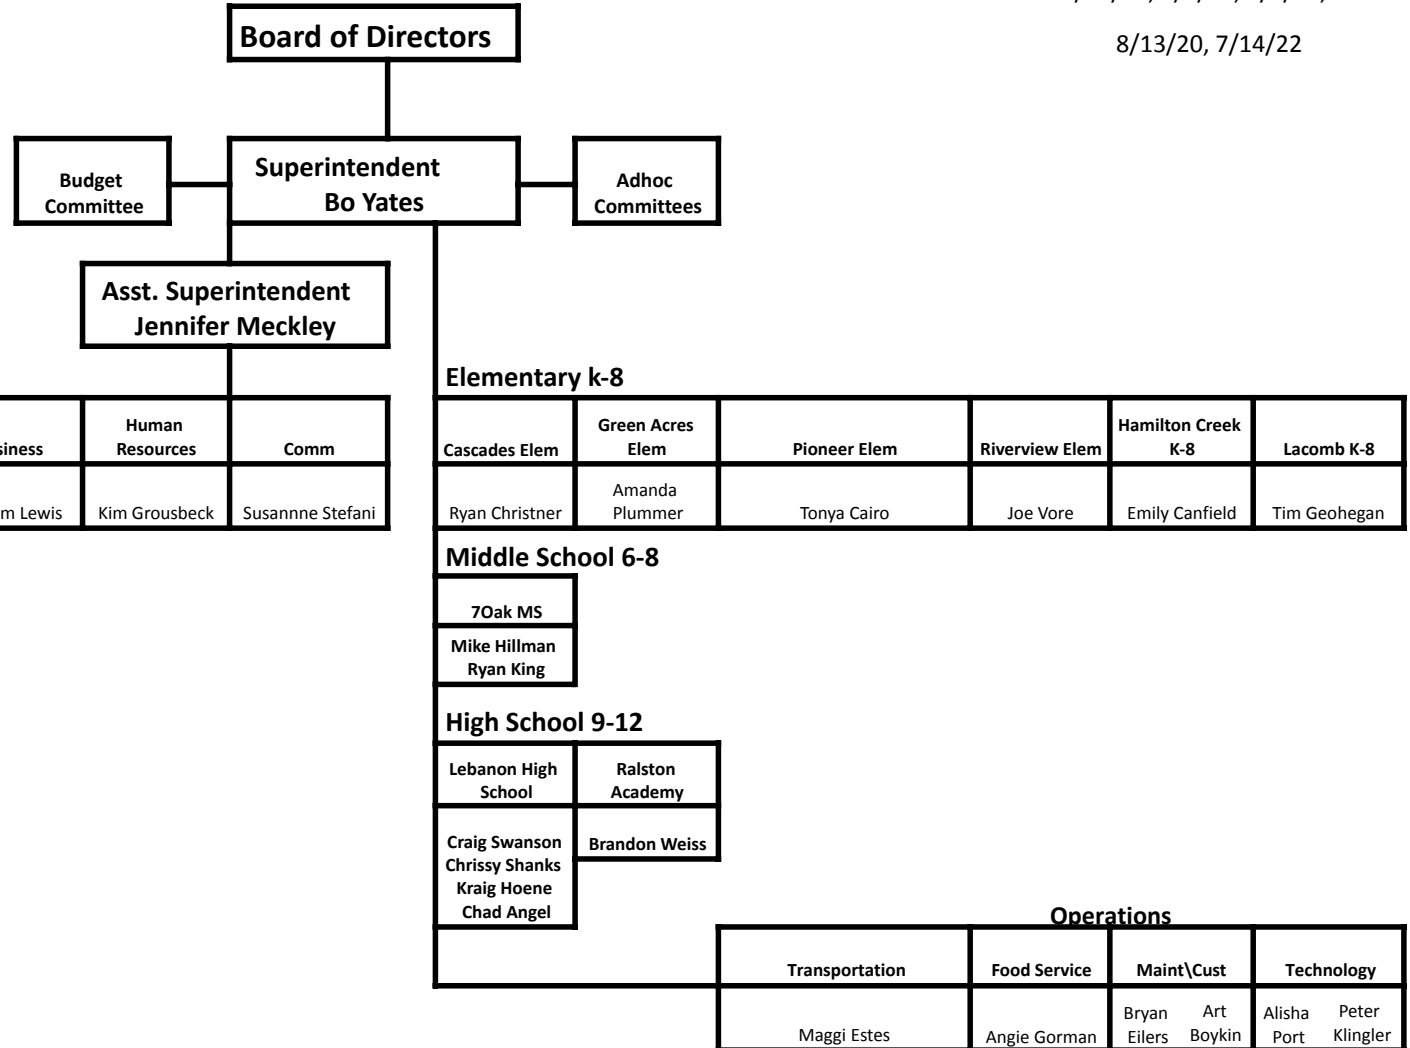 8/13/20, 7/14/22
Board of Directors
Budget
Committee
Superintendent
Bo Yates
Adhoc
Committees
Asst. Superintendent
Jennifer Meckley
Elementary k-8
Human
Resources
Comm
Cascades Elem
Green Acres
Elem
Pioneer Elem
Riverview Elem
Hamilton Creek
K-8
Lacomb K-8
Lewis
Kim Grousbeck
Susannne Stefani
Ryan Christner
Amanda
Plummer
Tonya Cairo
Joe Vore
Emily Canfield
Tim Geohegan
Middle School 6-8
7Oak MS
Mike Hillman
Ryan King
High School 9-12
Lebanon High
School
Ralston
Academy
Craig Swanson
Chrissy Shanks
Kraig Hoene
Chad Angel
Brandon Weiss
Operations
Transportation
Food Service
Maint\Cust
Technology
Maggi Estes
Angie Gorman
Bryan
Eilers
Art
Boykin
Alisha
Port
Peter
Klingler